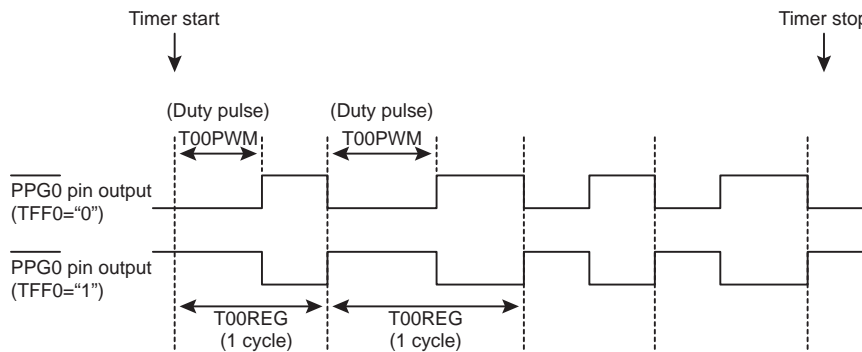 Timer start
Timer stop
(Duty pulse)
(Duty pulse)
T00PWM
T00PWM
PPG0 pin output
(TFF0=“0”)
PPG0 pin output
(TFF0=“1”)
T00REG
T00REG
(1 cycle)
(1 cycle)